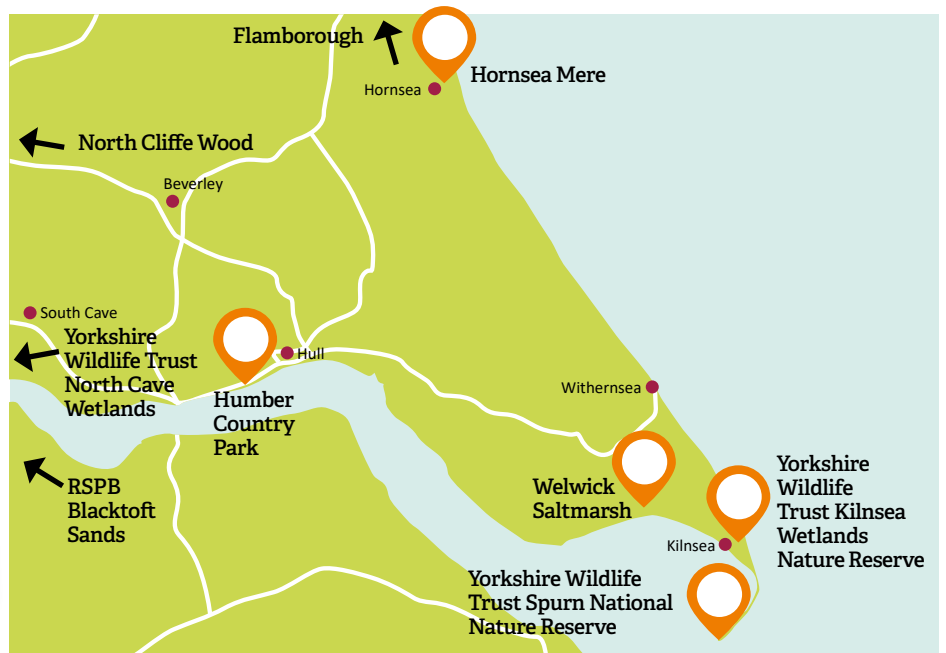 Flamborough
Hornsea Mere
Hornsea
North Cliffe Wood
Beverley
South Cave
Yorkshire
Wildlife Trust
North Cave
Wetlands
Hull
Humber
Country
Park
Withernsea
RSPB
Blacktoft
Sands
Welwick
Saltmarsh
Yorkshire
Wildlife
Trust Kilnsea
Wetlands
Nature Reserve
Kilnsea
Yorkshire Wildlife
Trust Spurn National
Nature Reserve